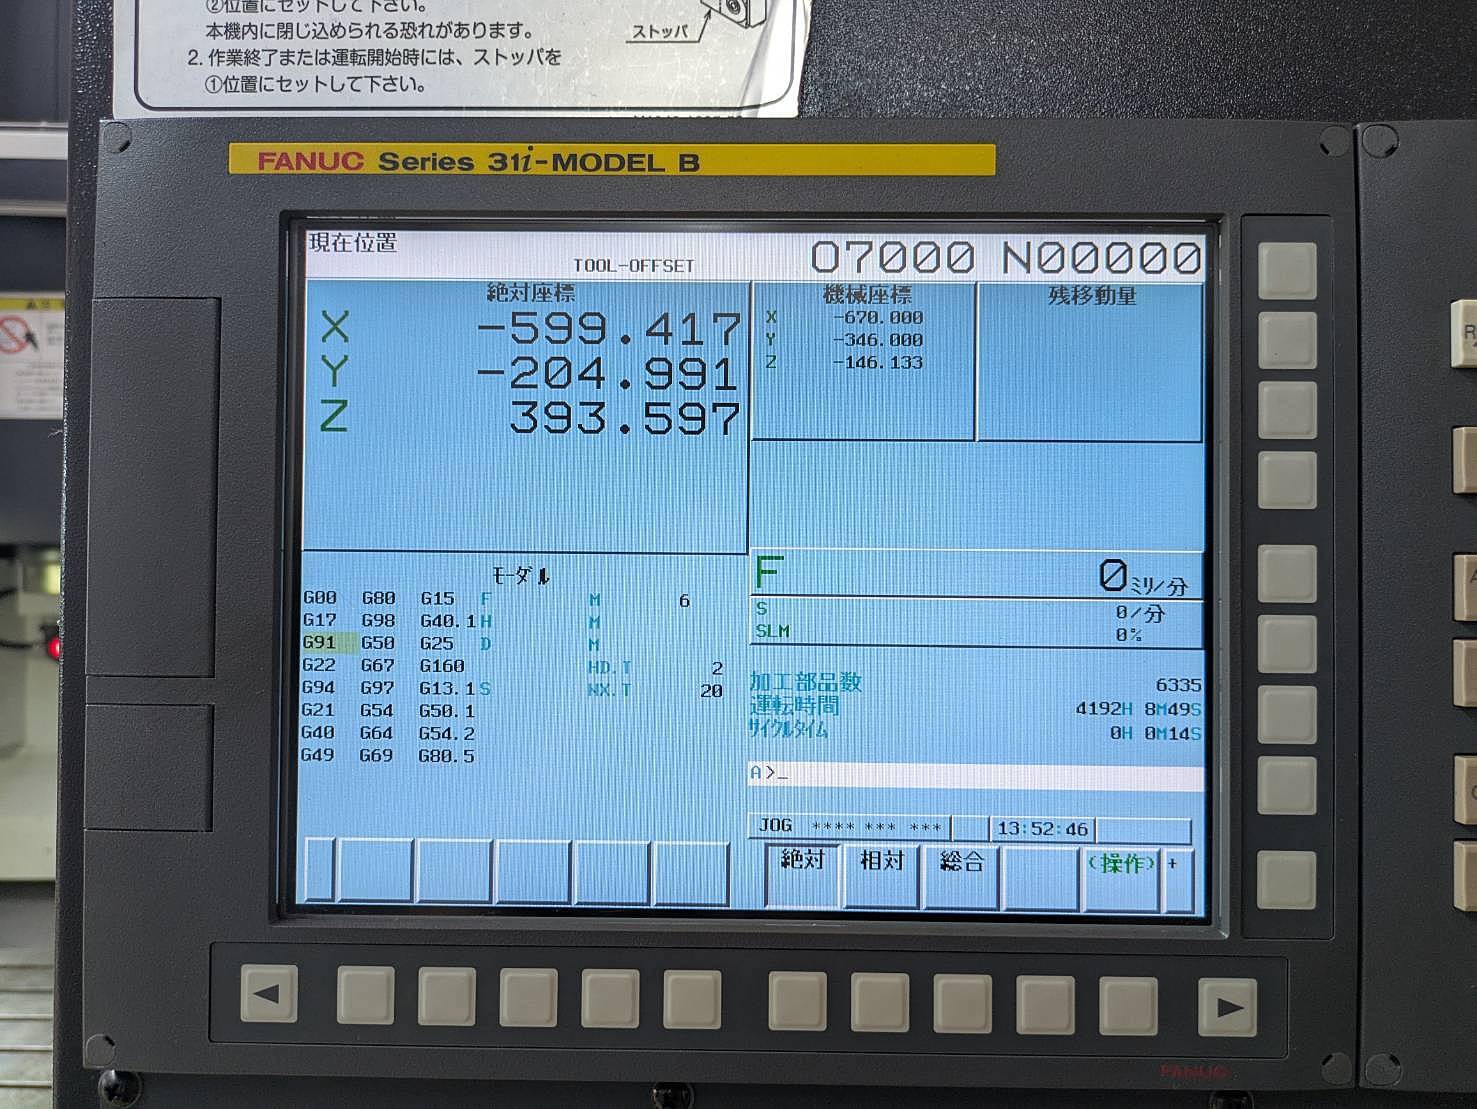 ②位置にセットして下さい。
本機内に閉じ込められる恐れがあります。
2. 作業終了または運転開始時には、ストッパを
①位置にセットして下さい。
ストッパ
FANUC Series 31i-MODEL B
現在位置
TOOL-OFFSET
O7000 N00000
絶対座標
X -599.417
Y -204.991
Z 393.597
機械座標
X -670.000
Y -346.000
Z -146.133
残移動量
F 0ミリ/分
S 0/分
SLM 0%
モーダル
G00 G80 G15 F M 6
G17 G98 G40.1 H M
G91 G50 G25 D M
G22 G67 G160 HD.T 2
G94 G97 G13.1 S NX.T 20
G21 G54 G50.1
G40 G64 G54.2
G49 G69 G80.5
加工部品数 6335
運転時間 4192H 8M49S
サイクルタイム 0H 0M14S
A>_
JOG **** *** *** 13:52:46
絶対 相対 総合 (操作) +
FANUC